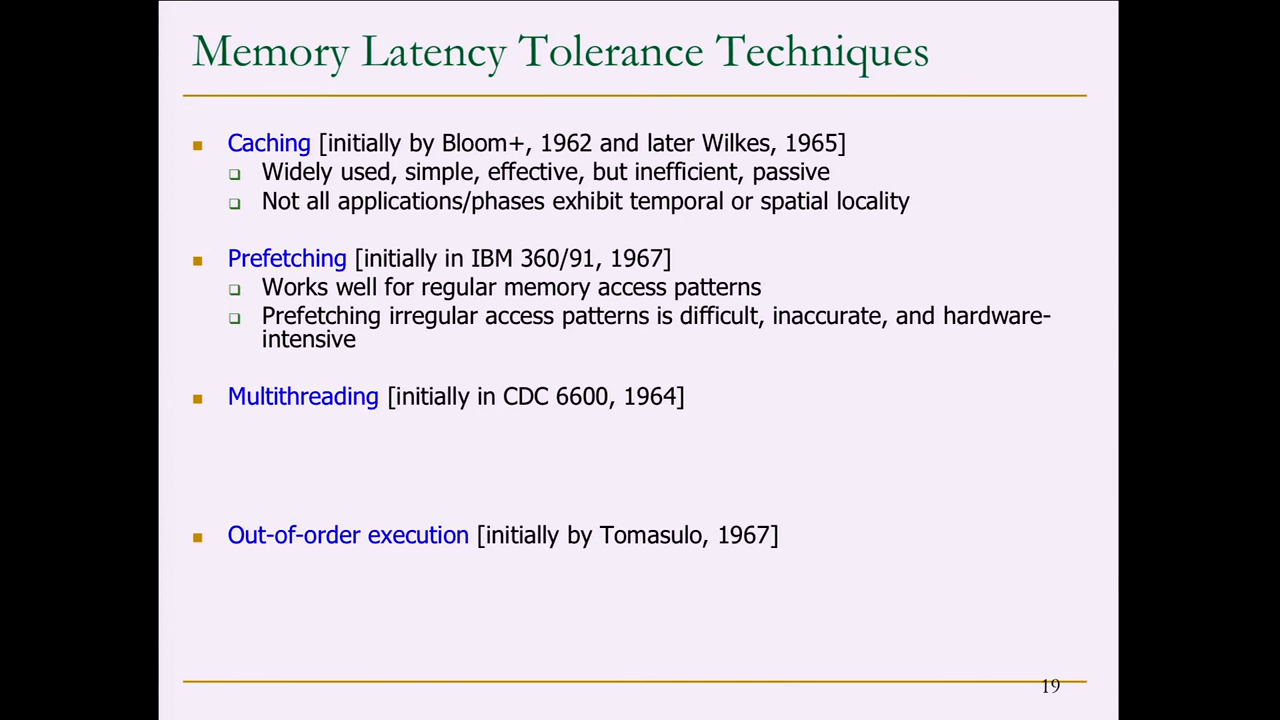 Memory Latency Tolerance Techniques
Caching [initially by Bloom+, 1962 and later Wilkes, 1965]
Widely used, simple, effective, but inefficient, passive
Not all applications/phases exhibit temporal or spatial locality
Prefetching [initially in IBM 360/91, 1967]
Works well for regular memory access patterns
Prefetching irregular access patterns is difficult, inaccurate, and hardware-
intensive
Multithreading [initially in CDC 6600, 1964]
Out-of-order execution [initially by Tomasulo, 1967]
19